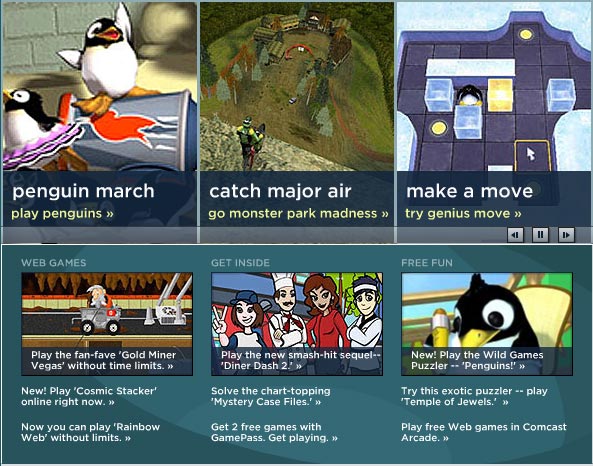 penguin march
play penguins »
catch major air
go monster park madness »
make a move
try genius move »
WEB GAMES
Play the fan-fave 'Gold Miner
Vegas' without time limits. »
New! Play 'Cosmic Stacker'
online right now. »
Now you can play 'Rainbow
Web' without limits. »
GET INSIDE
Play the new smash-hit sequel--
'Diner Dash 2.' »
Solve the chart-topping
'Mystery Case Files.' »
Get 2 free games with
GamePass. Get playing. »
FREE FUN
New! Play the Wild Games
Puzzler -- 'Penguins!' »
Try this exotic puzzler -- play
'Temple of Jewels.' »
Play free Web games in Comcast
Arcade. »